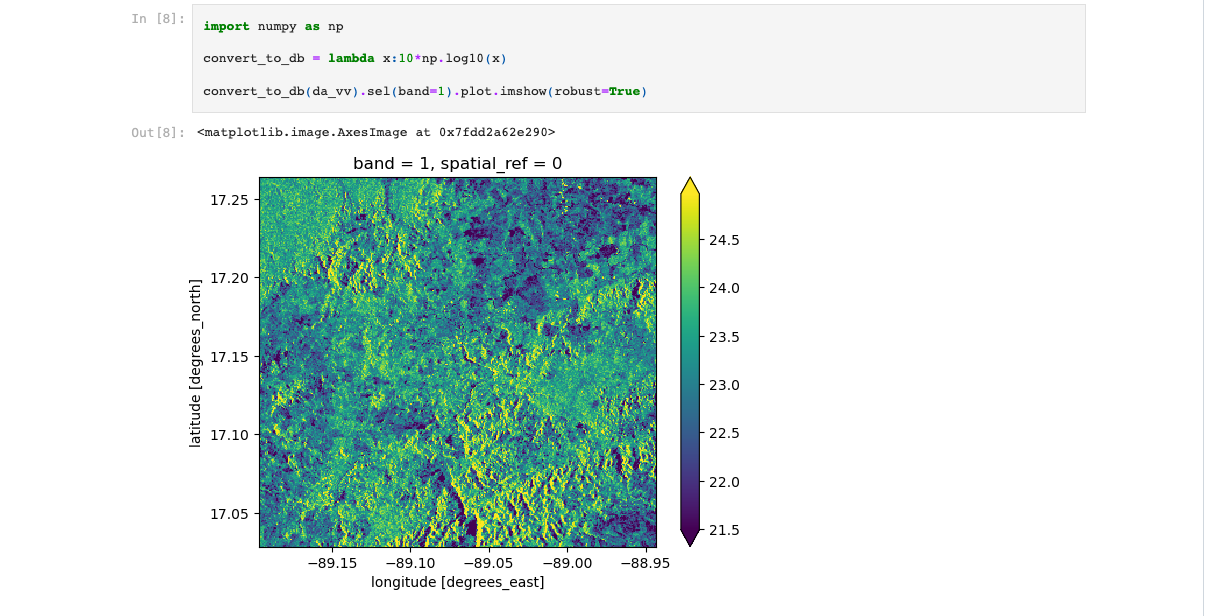 In [8]:
import numpy as np
convert_to_db = lambda x:10*np.log10(x)
convert_to_db(da_vv).sel(band=1).plot.imshow(robust=True)
Out[8]: <matplotlib.image.AxesImage at 0x7fdd2a62e290>
band = 1, spatial_ref = 0
17.25
17.20
17.15
17.10
17.05
latitude [degrees_north]
−89.15 −89.10 −89.05 −89.00 −88.95
longitude [degrees_east]
24.5
24.0
23.5
23.0
22.5
22.0
21.5